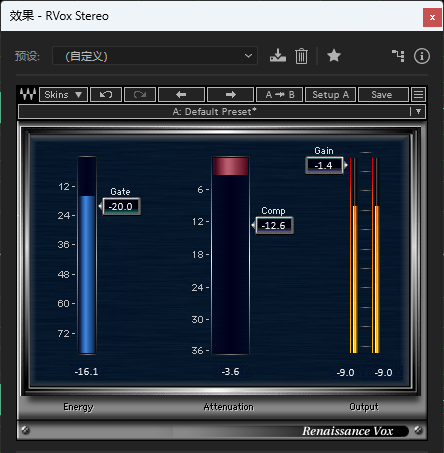 效果 - RVox Stereo
x
预设: (自定义)
Skins A B Setup A Save
A: Default Preset*
Gain
-1.4
Gate
-20.0
Comp
-12.6
12
24
36
48
60
72
6
12
18
24
30
36
-16.1 -3.6 -9.0 -9.0
Energy Attenuation Output
Renaissance Vox